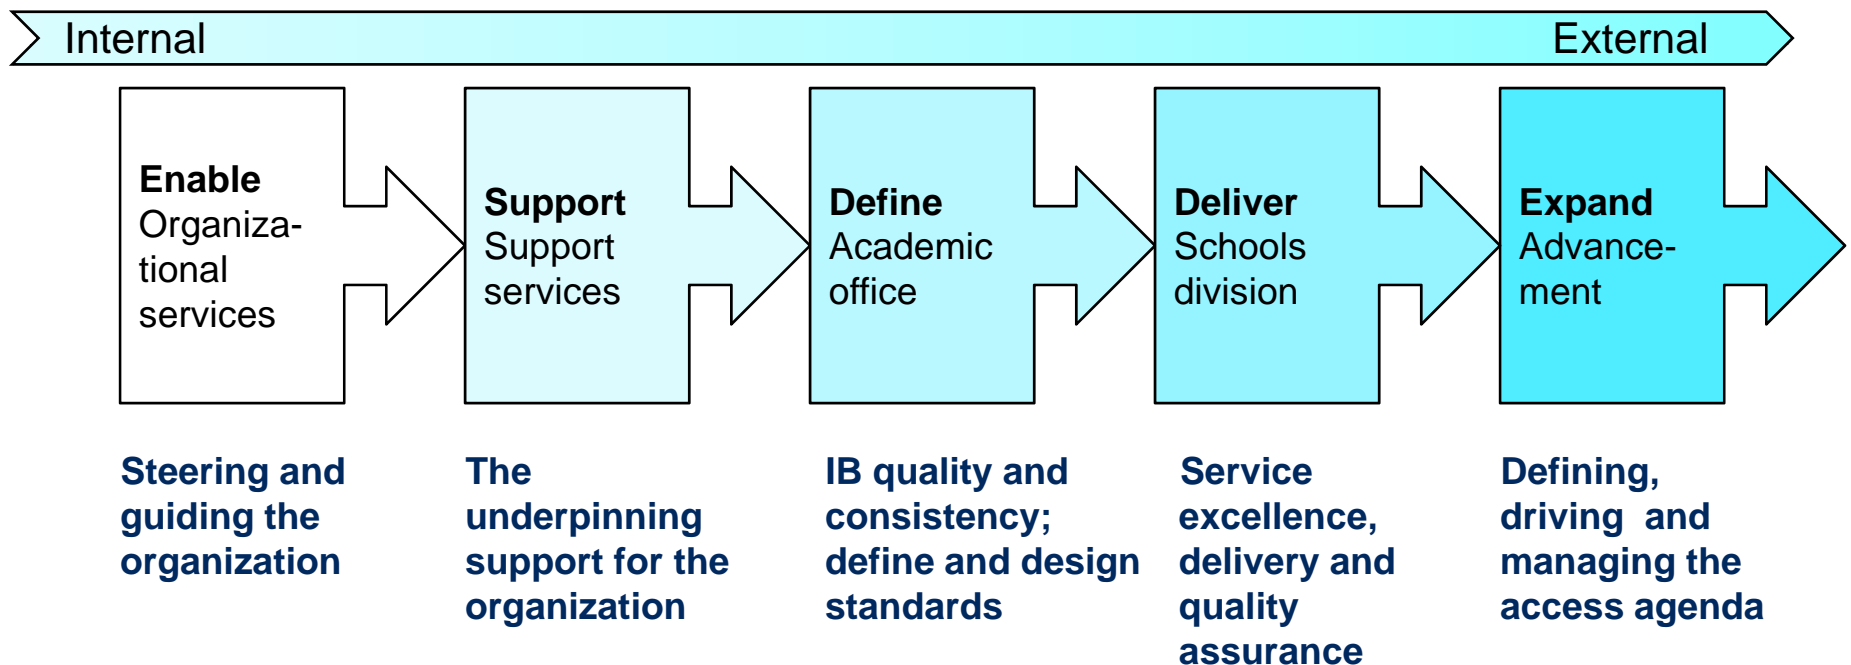 Internal
External
Enable
Organiza-
tional
services
Support
Support
services
Define
Academic
office
Deliver
Schools
division
Expand
Advance-
ment
Steering and
guiding the
organization
The
underpinning
support for the
organization
IB quality and
consistency;
define and design
standards
Service
excellence,
delivery and
quality
assurance
Defining,
driving  and
managing the
access agenda